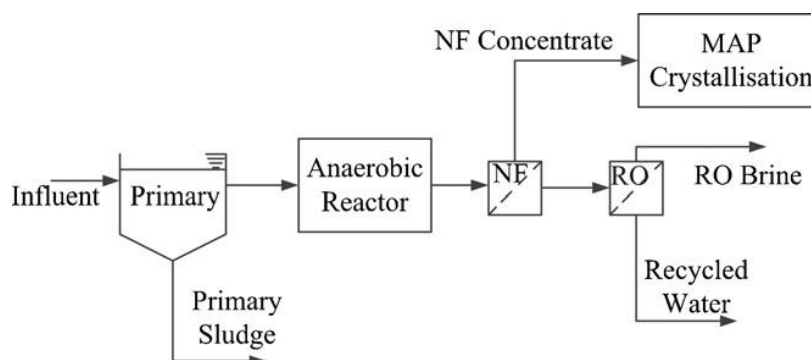 NF Concentrate
MAP
Crystallisation
Influent
Primary
Anaerobic
Reactor
NF
RO
RO Brine
Primary
Sludge
Recycled
Water